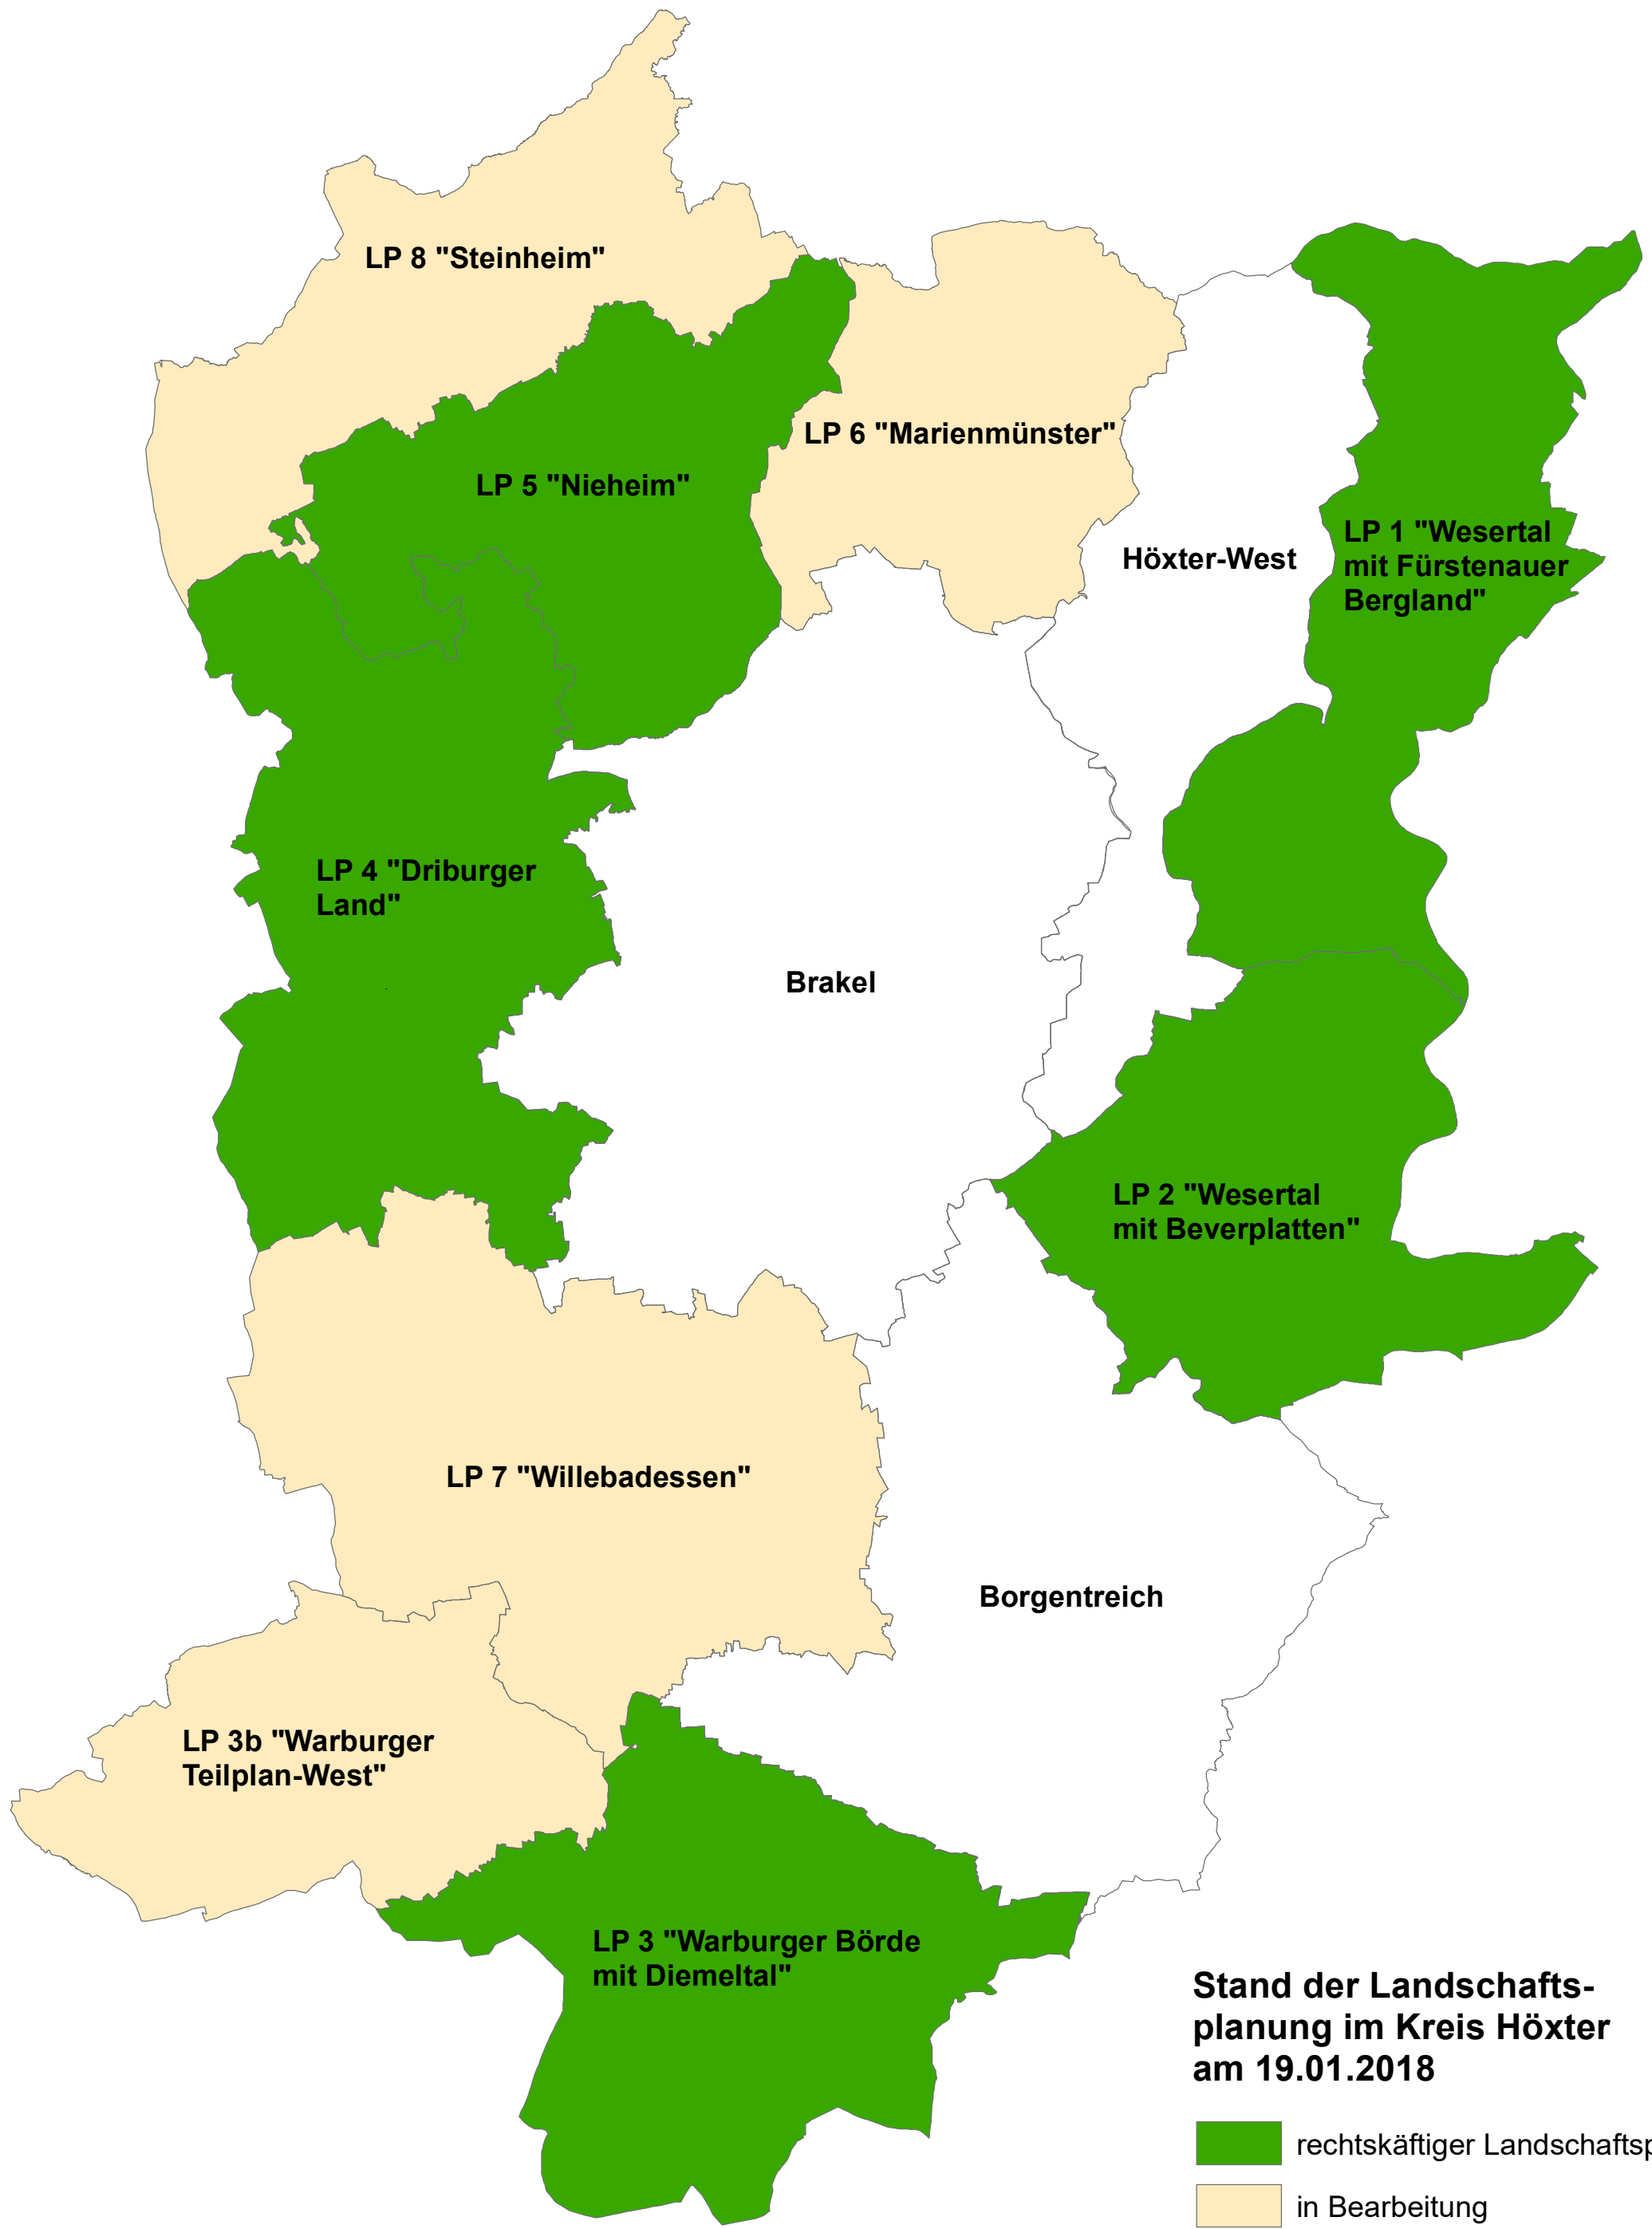 LP 8 "Steinheim"
LP 6 "Marienmünster"
LP 5 "Nieheim"
Höxter-West
LP 1 "Wesertal
mit Fürstenauer
Bergland"
LP 4 "Driburger
Land"
Brakel
LP 2 "Wesertal
mit Beverplatten"
LP 7 "Willebadessen"
Borgentreich
LP 3b "Warburger
Teilplan-West"
LP 3 "Warburger Börde
mit Diemeltal"
Stand der Landschafts-
planung im Kreis Höxter
am 19.01.2018
rechtskäftiger
in Bearbeitung